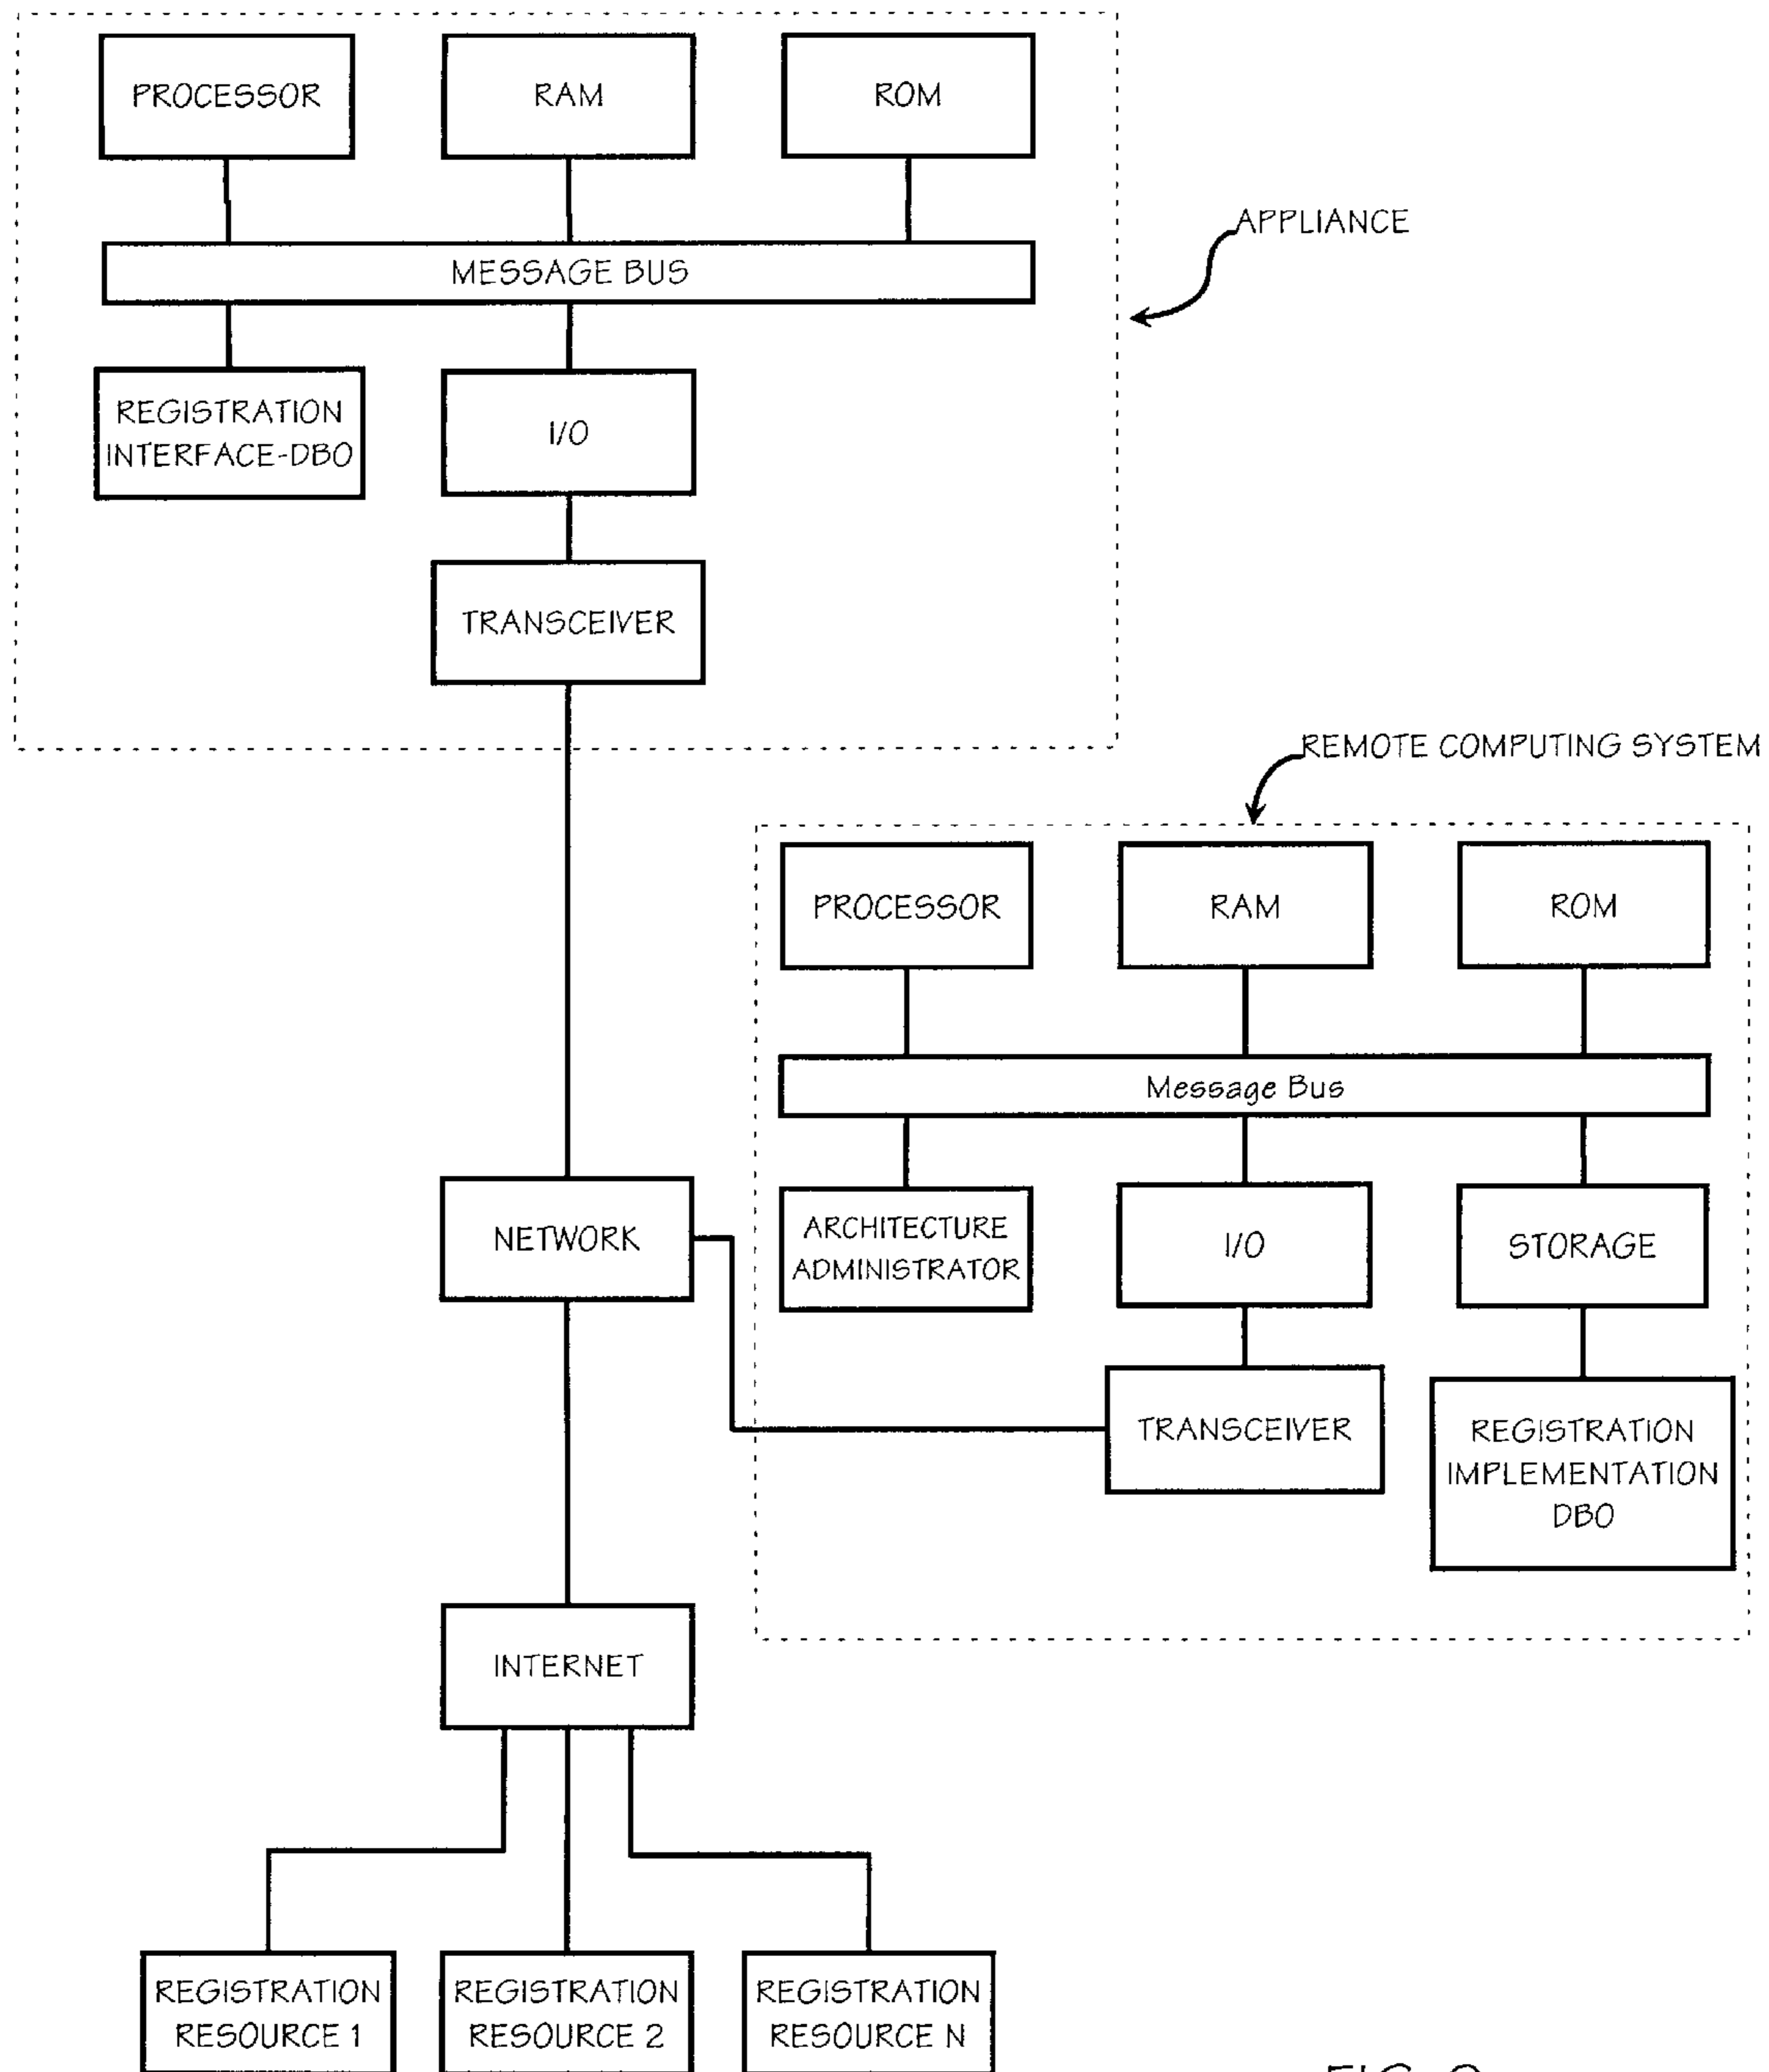 PROCESSOR
RAM
ROM
APPLIANCE
MESSAGE BUS
REGISTRATION
INTERFACE-DBO
I/O
TRANSCEIVER
REMOTE COMPUTING SYSTEM
PROCESSOR
RAM
ROM
Message Bus
NETWORK
ARCHITECTURE
ADMINISTRATOR
I/O
STORAGE
TRANSCEIVER
REGISTRATION
IMPLEMENTATION
DBO
INTERNET
REGISTRATION
RESOURCE 1
REGISTRATION
RESOURCE 2
REGISTRATION
RESOURCE N